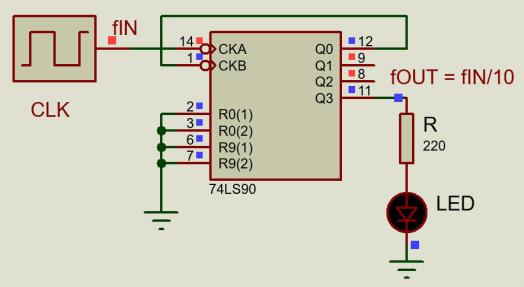 fIN
CLK
14 CKA Q0 12
1 CKB Q1 9
Q2 8
Q3 11
fOUT = fIN/10
2 R0(1)
3 R0(2)
6 R9(1)
7 R9(2)
74LS90
R
220
LED